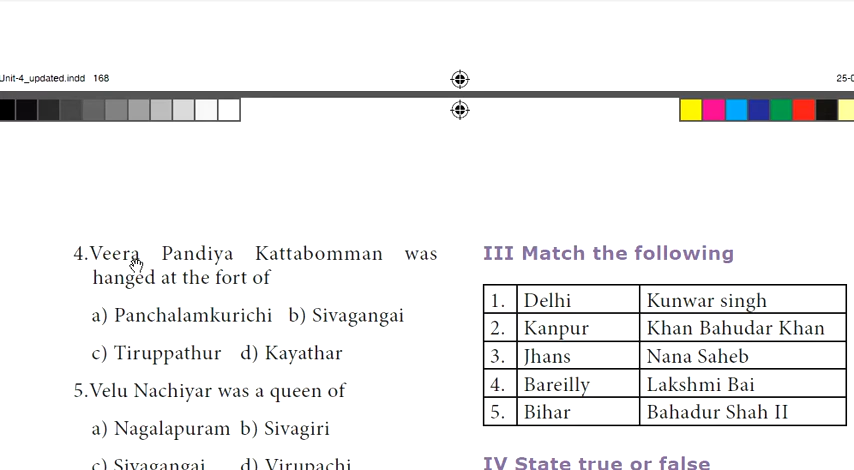 Unit-4_updated.indd 168
25-0
4.Veera Pandiya Kattabomman was
hanged at the fort of
a) Panchalamkurichi b) Sivagangai
c) Tiruppathur d) Kayathar
5.Velu Nachiyar was a queen of
a) Nagalapuram b) Sivagiri
c) Sivagangai d) Virupachi
III Match the following
1. Delhi Kunwar singh
2. Kanpur Khan Bahudar Khan
3. Jhans Nana Saheb
4. Bareilly Lakshmi Bai
5. Bihar Bahadur Shah II
IV State true or false